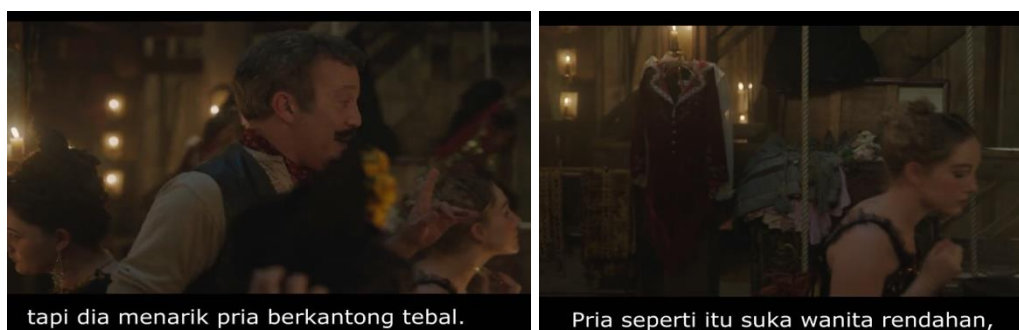 tapi dia menarik pria berkantong tebal.
Pria seperti itu suka wanita rendahan,